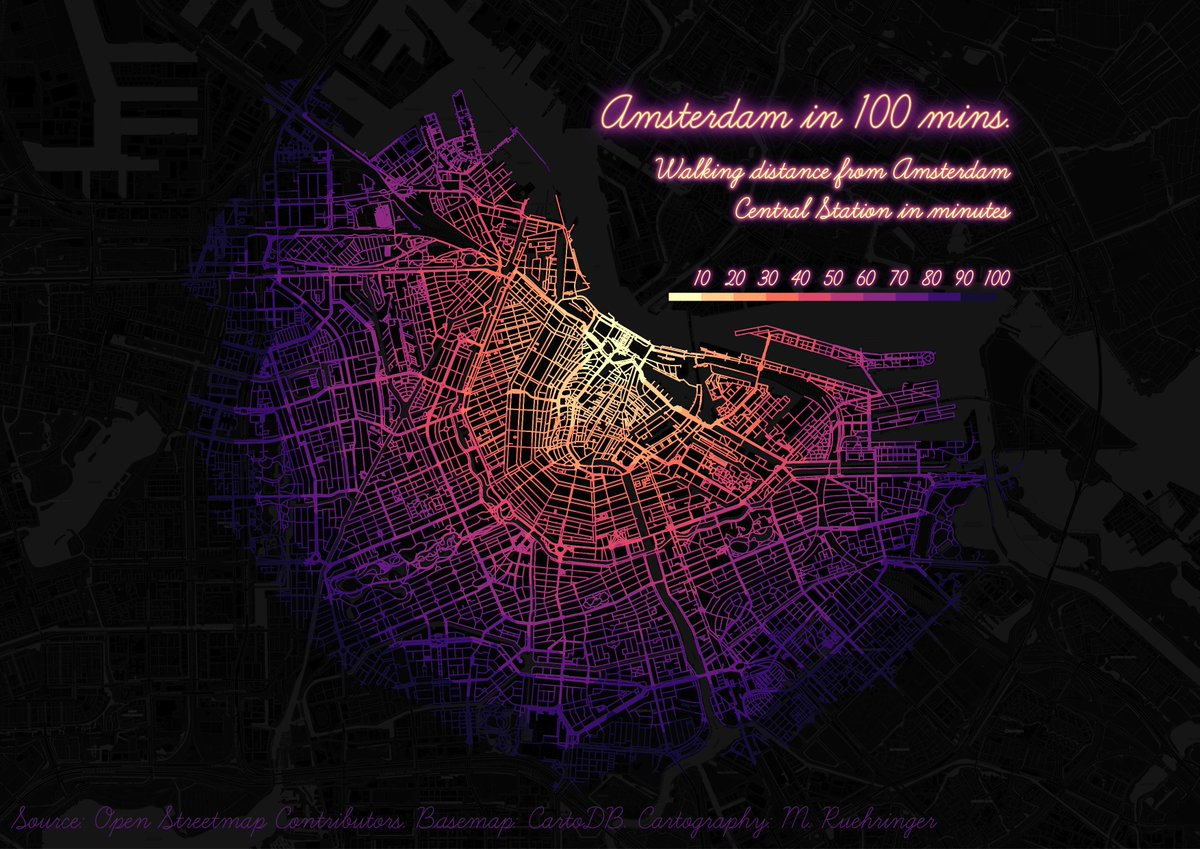 Amsterdam in 100 mins.
Walking distance from Amsterdam
Central Station in minutes
10 20 30 40 50 60 70 80 90 100
Source: Open Streetmap Contributors. Basemap: CartoDB. Cartography: M. Ruehringer